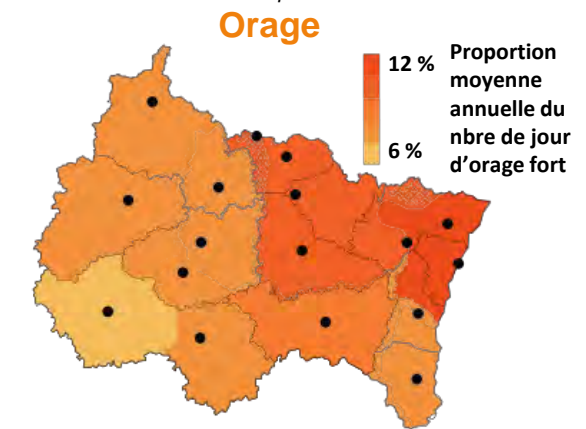 Orage
12 %
6 %
Proportion
moyenne
annuelle du
nbre de jour
d'orage fort